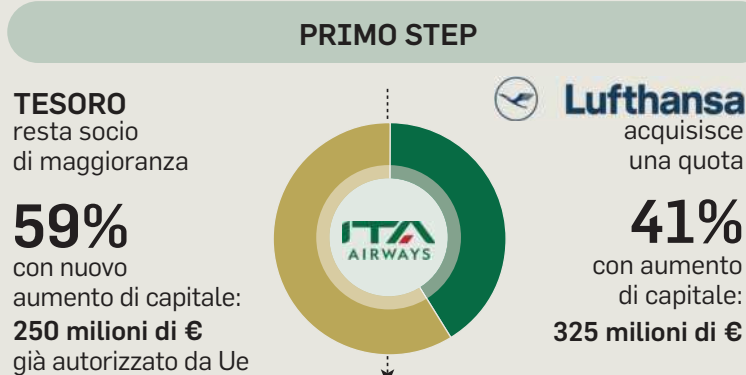 PRIMO STEP
TESORO
resta socio
di maggioranza
59%
con nuovo
aumento di capitale:
250 milioni di €
già autorizzato da Ue
ITA
AIRWAYS
Lufthansa
acquisisce
una quota
41%
con aumento
di capitale:
325 milioni di €